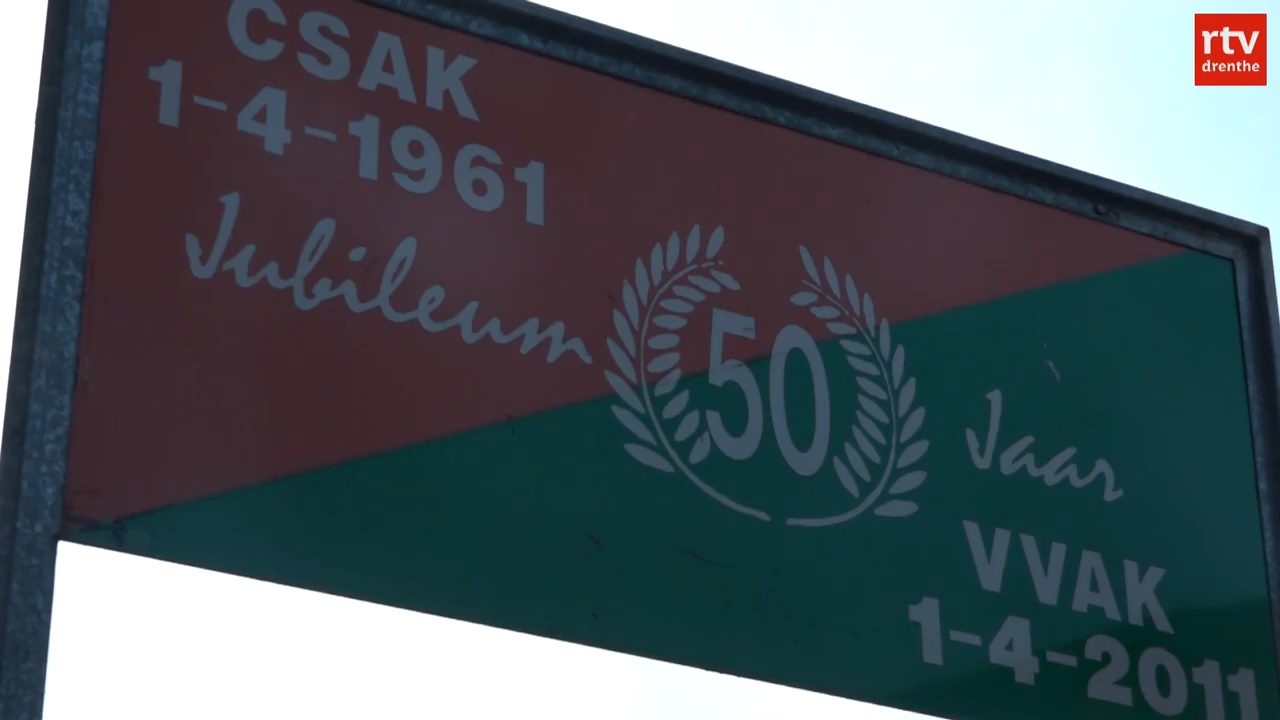 CSAK
1-4-1961
Jubileum
50
Jaar
VVAK
1-4-2011
rtv
drenthe